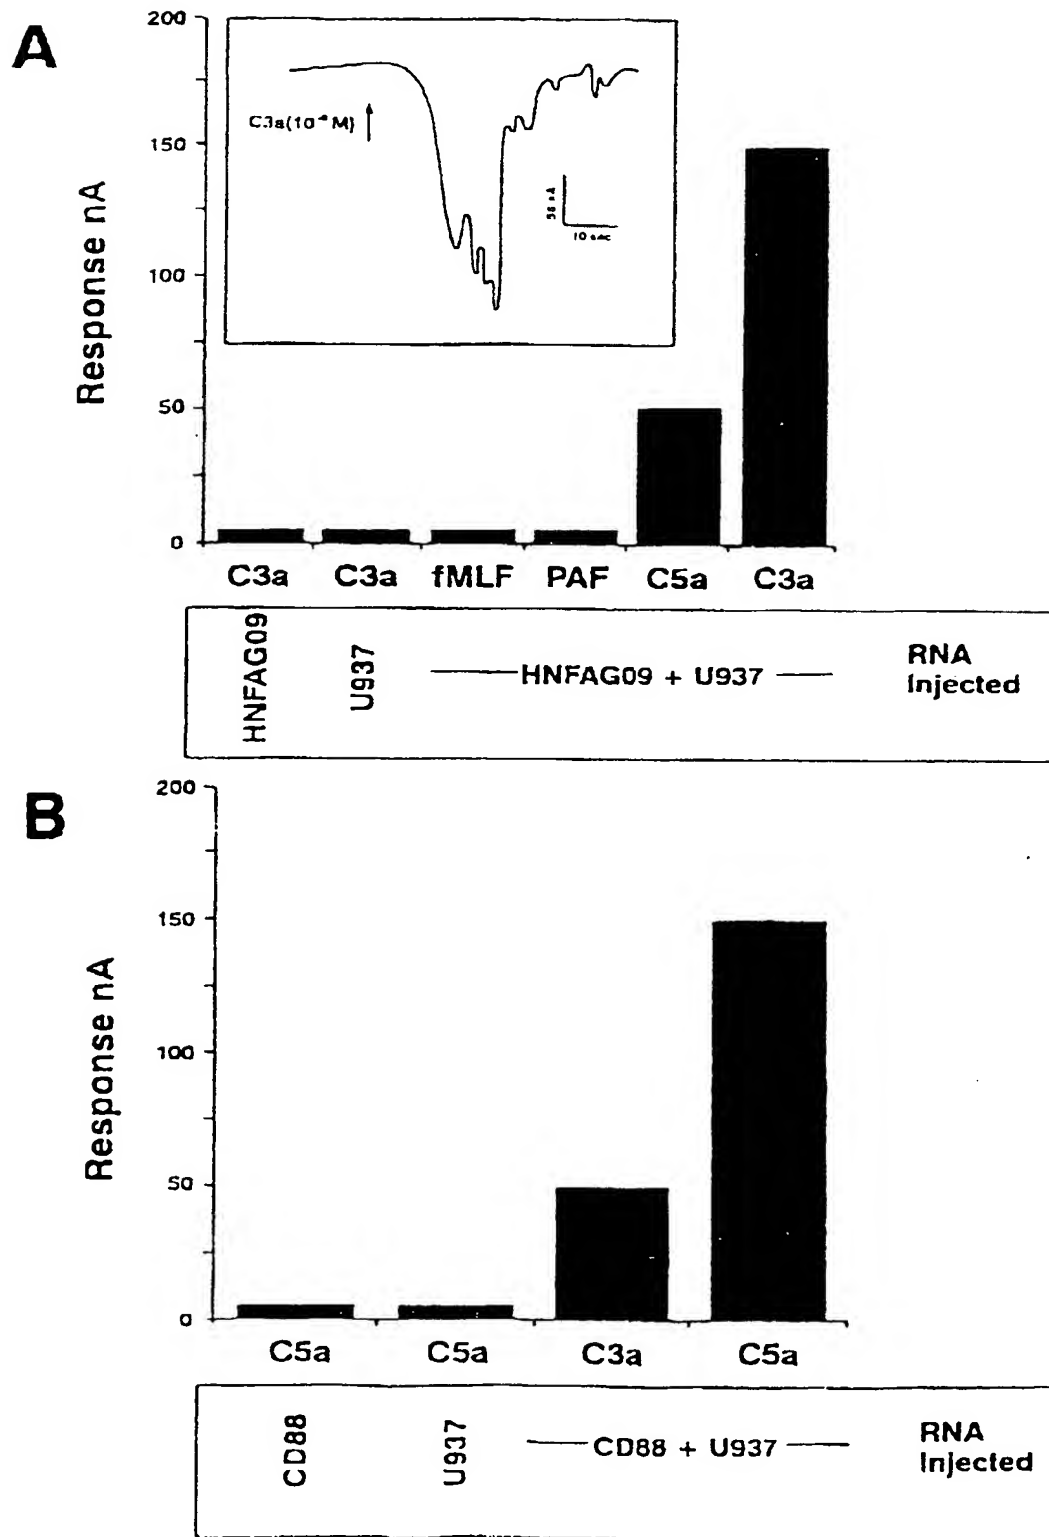 A
Response nA
200
150
100
50
0
C3a
10 sec
C3a C3a fMLF PAF C5a C3a
HNFAG09
U937
HNFAG09 + U937
RNA
Injected
B
Response nA
200
150
100
50
0
C5a C5a C3a C5a
CD88
U937
CD88 + U937
RNA
Injected